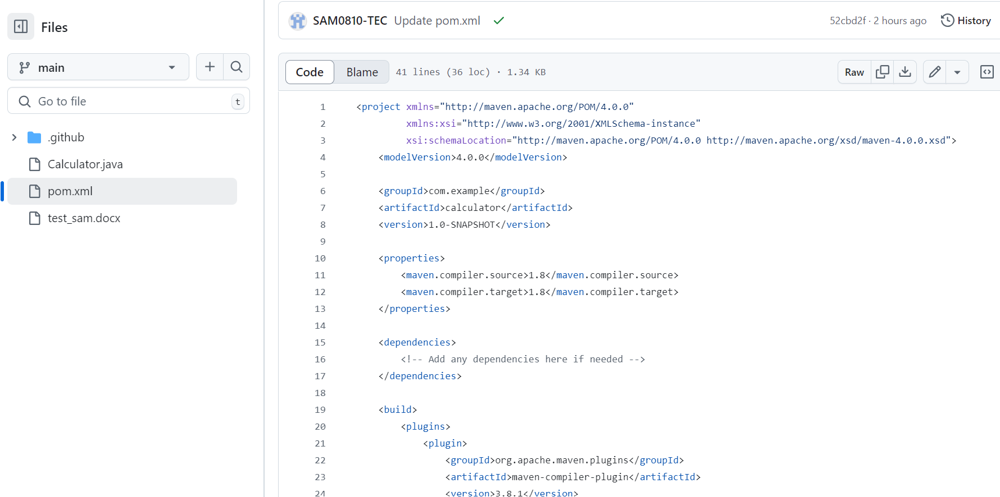 Files
main
Go to file
t
.github
Calculator.java
pom.xml
test_sam.docx
SAM0810-TEC Update pom.xml
52cbd2f · 2 hours ago
History
Code
Blame
41 lines (36 loc) · 1.34 KB
Raw
1 <project xmlns="http://maven.apache.org/POM/4.0.0"
2 xmlns:xsi="http://www.w3.org/2001/XMLSchema-instance"
3 xsi:schemaLocation="http://maven.apache.org/POM/4.0.0 http://maven.apache.org/xsd/maven-4.0.0.xsd">
4 <modelVersion>4.0.0</modelVersion>
5
6 <groupId>com.example</groupId>
7 <artifactId>calculator</artifactId>
8 <version>1.0-SNAPSHOT</version>
9
10 <properties>
11 <maven.compiler.source>1.8</maven.compiler.source>
12 <maven.compiler.target>1.8</maven.compiler.target>
13 </properties>
14
15 <dependencies>
16 <!-- Add any dependencies here if needed -->
17 </dependencies>
18
19 <build>
20 <plugins>
21 <plugin>
22 <groupId>org.apache.maven.plugins</groupId>
23 <artifactId>maven-compiler-plugin</artifactId>
24 <version>3.8.1</version>